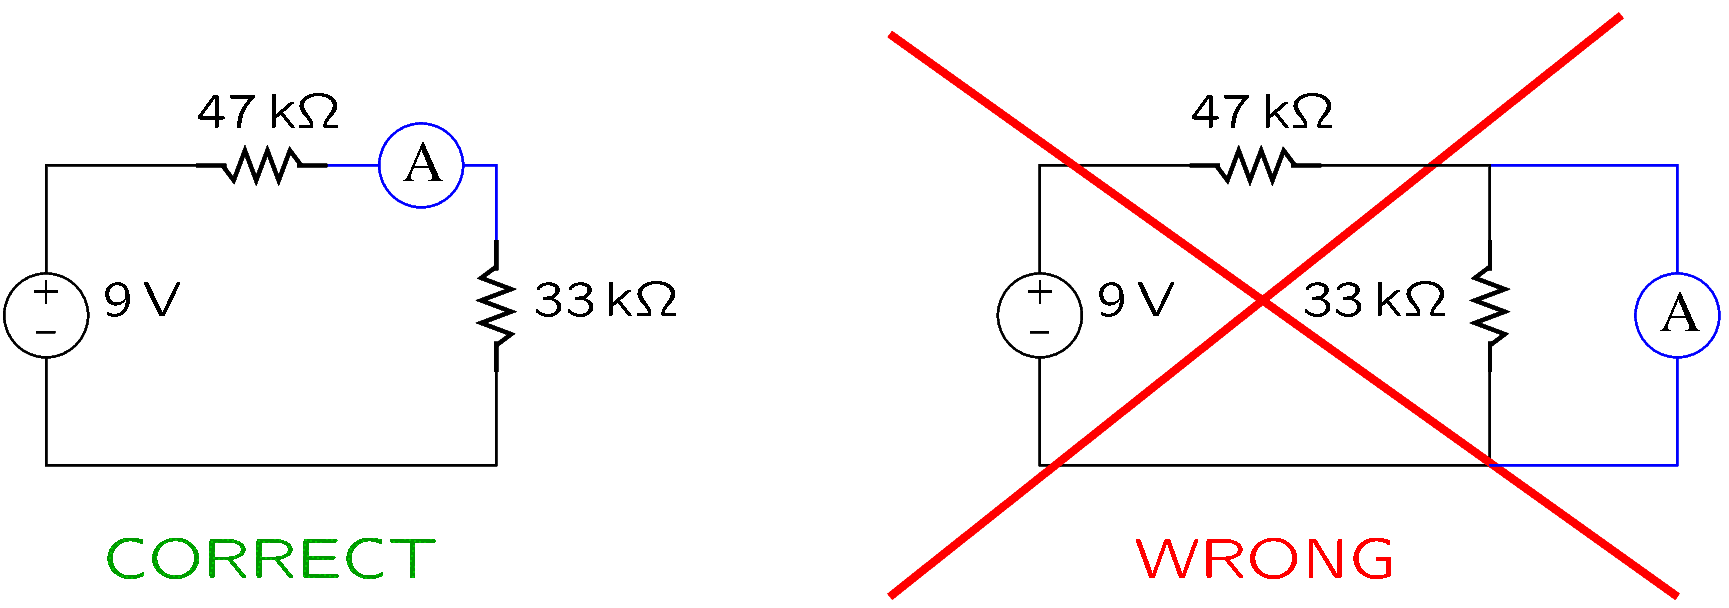 47 kΩ
A
+
−
9 V
33 kΩ
CORRECT
47 kΩ
+
−
9 V
33 kΩ
A
WRONG